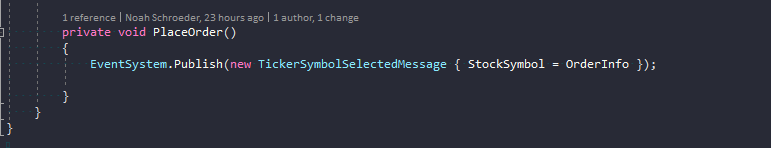 1 reference | Noah Schroeder, 23 hours ago | 1 author, 1 change
private void PlaceOrder()
{
EventSystem.Publish(new TickerSymbolSelectedMessage { StockSymbol = OrderInfo });
}
}
}